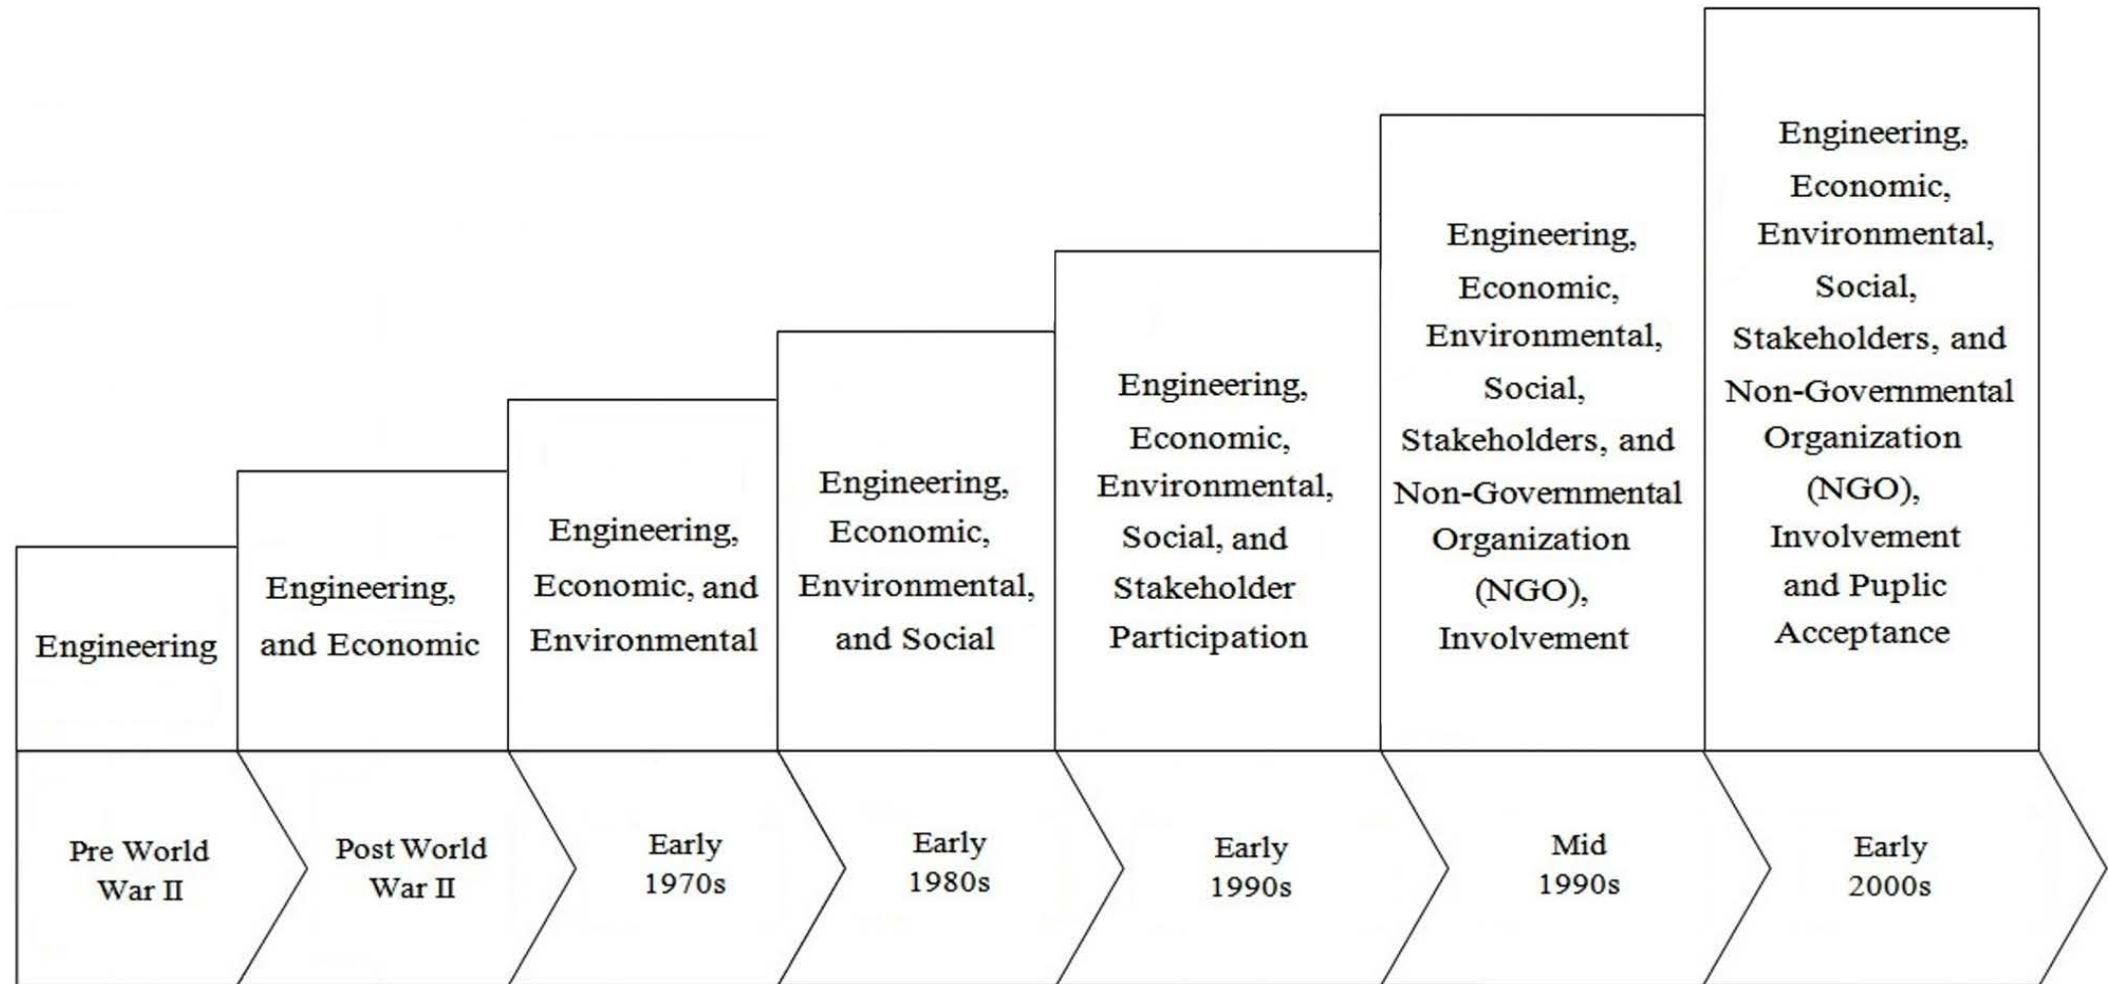 Engineering
Engineering,
and Economic
Engineering,
Economic, and
Environmental
Engineering,
Economic,
Environmental,
and Social
Engineering,
Economic,
Environmental,
Social, and
Stakeholder
Participation
Engineering,
Economic,
Environmental,
Social,
Stakeholders, and
Non-Governmental
Organization
(NGO),
Involvement
Engineering,
Economic,
Environmental,
Social,
Stakeholders, and
Non-Governmental
Organization
(NGO),
Involvement
and Puplic
Acceptance
Pre World
War II
Post World
War II
Early
1970s
Early
1980s
Early
1990s
Mid
1990s
Early
2000s